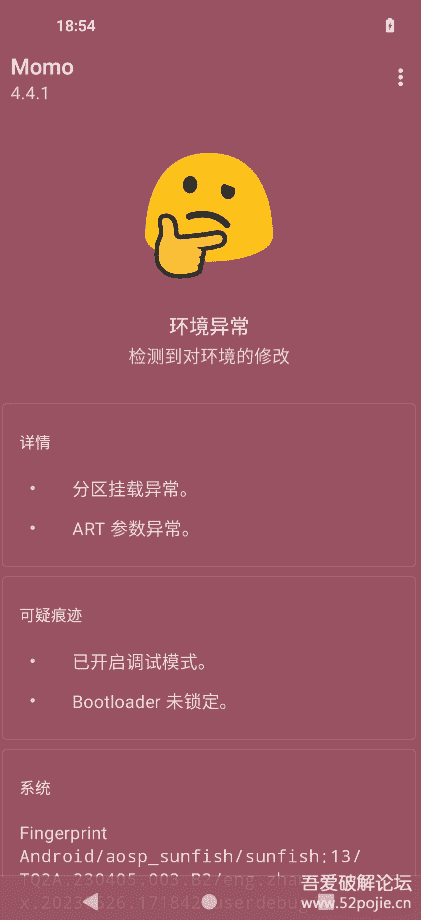 18:54
Momo
4.4.1
环境异常
检测到对环境的修改
详情
• 分区挂载异常。
• ART 参数异常。
可疑痕迹
• 已开启调试模式。
• Bootloader 未锁定。
系统
Fingerprint
Android/aosp_sunfish/sunfish:13/
TQ2A.230405.003.B2/eng.zha
吾爱破解论坛
www.52pojie.cn